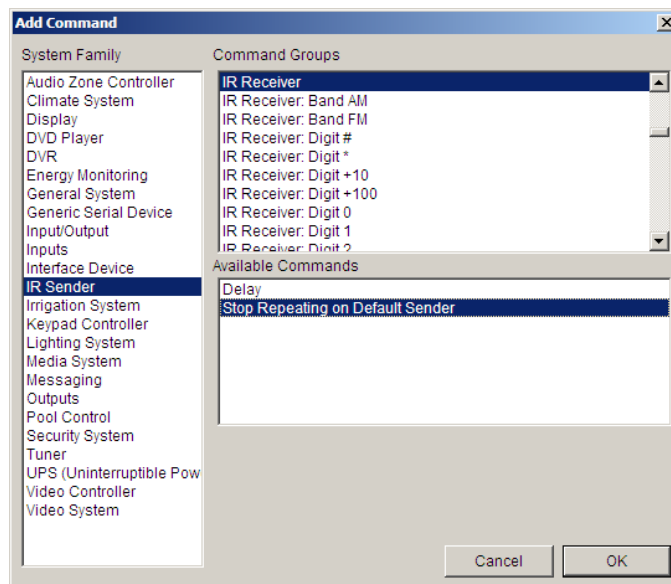 Add Command
System Family
Audio Zone Controller
Climate System
Display
DVD Player
DVR
Energy Monitoring
General System
Generic Serial Device
Input/Output
Inputs
Interface Device
IR Sender
Irrigation System
Keypad Controller
Lighting System
Media System
Messaging
Outputs
Pool Control
Security System
Tuner
UPS (Uninterruptible Pow
Video Controller
Video System
Command Groups
IR Receiver
IR Receiver: Band AM
IR Receiver: Band FM
IR Receiver: Digit #
IR Receiver: Digit *
IR Receiver: Digit +10
IR Receiver: Digit +100
IR Receiver: Digit 0
IR Receiver: Digit 1
IR Receiver: Digit 2
Available Commands
Delay
Stop Repeating on Default Sender
Cancel
OK